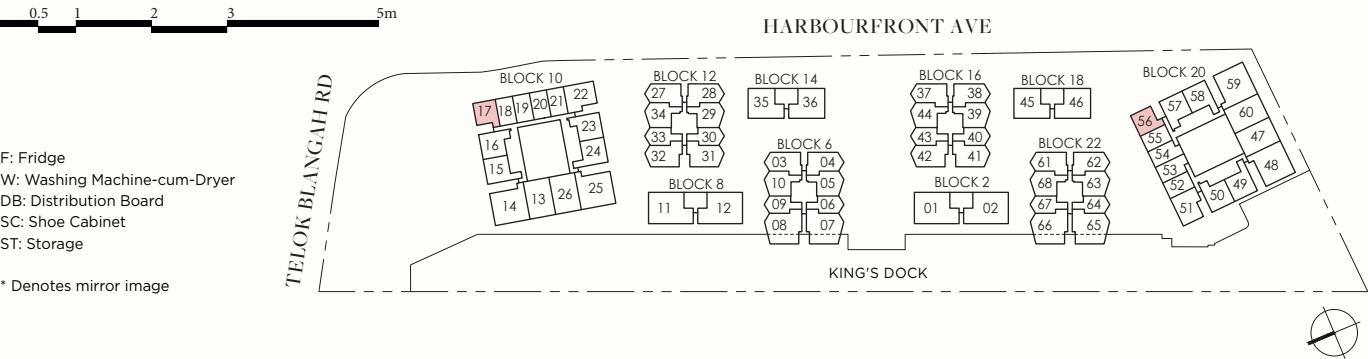 0.5 1 2 3 5m
HARBOURFRONT AVE
TELOK BLANGAH RD
F: Fridge
W: Washing Machine-cum-Dryer
DB: Distribution Board
SC: Shoe Cabinet
ST: Storage
* Denotes mirror image
BLOCK 10
17 18 19 20 21 22
16 23
15 24
14 13 26 25
BLOCK 12
27 28
34 29
33 30
32 31
BLOCK 14
35 36
BLOCK 8
11 12
BLOCK 6
03 04
10 05
09 06
08 07
BLOCK 16
37 38
44 39
43 40
42 41
BLOCK 18
45 46
BLOCK 2
01 02
BLOCK 22
61 62
68 63
67 64
66 65
BLOCK 20
56 57 58 59
55 60
54 47
53 48
52 49
51 50
KING'S DOCK